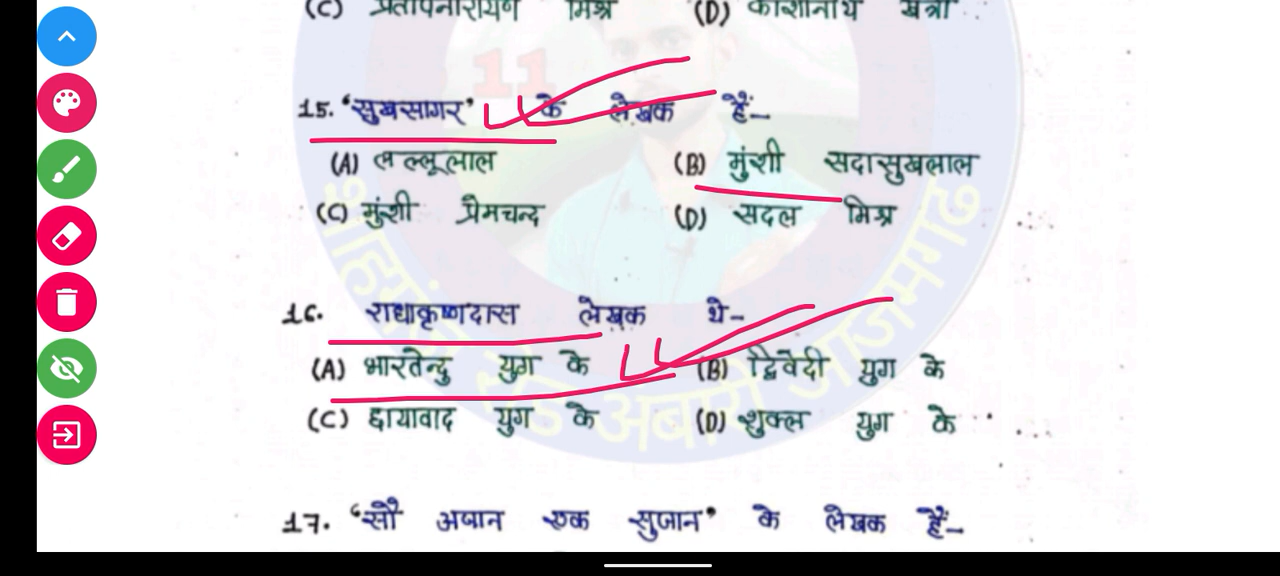 (C) प्रतापनारायण मिश्र (D) काशीनाथ खत्री
15. ‘सुखसागर’ के लेखक हैं–
(A) लल्लूलाल (B) मुंशी सदासुखलाल
(C) मुंशी प्रेमचन्द (D) सदल मिश्र
16. राधाकृष्णदास लेखक थे–
(A) भारतेन्दु युग के (B) द्विवेदी युग के
(C) छायावाद युग के (D) शुक्ल युग के
17. ‘सौ अजान एक सुजान’ के लेखक हैं–
11